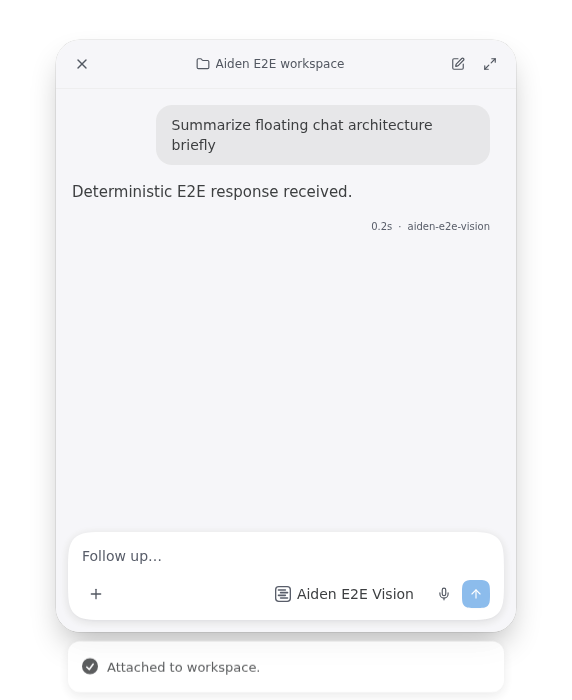 Aiden E2E workspace
Summarize floating chat architecture
briefly
Deterministic E2E response received.
0.2s · aiden-e2e-vision
Follow up...
Aiden E2E Vision
Attached to workspace.